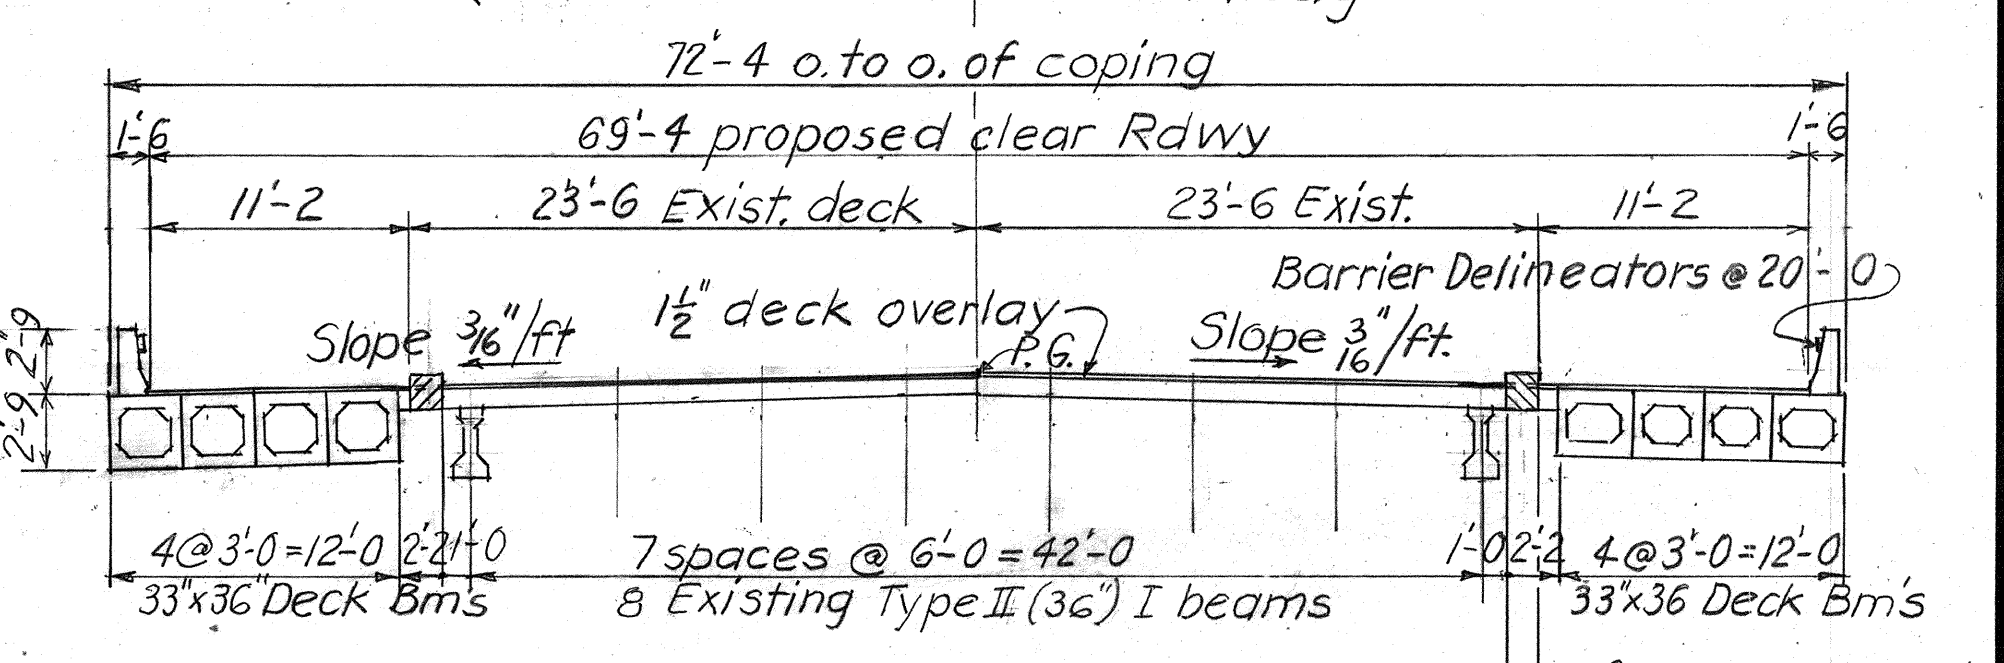 72'-4 o. to o. of coping
1'-6 69'-4 proposed clear Rdwy 1'-6
11'-2 23'-6 Exist. deck 23'-6 Exist. 11'-2
Barrier Delineators @ 20'-0
1 1/2" deck overlay
Slope 3/16"/ft P.G. Slope 3/16"/ft.
2'-9
2'-9
4@3'-0=12'-0 2'-2 1'-0 7 spaces @ 6'-0 = 42'-0 1'-0 2'-2 4@3'-0=12'-0
33"x36" Deck Bm's 8 Existing Type II (36") I beams 33"x36 Deck Bm's